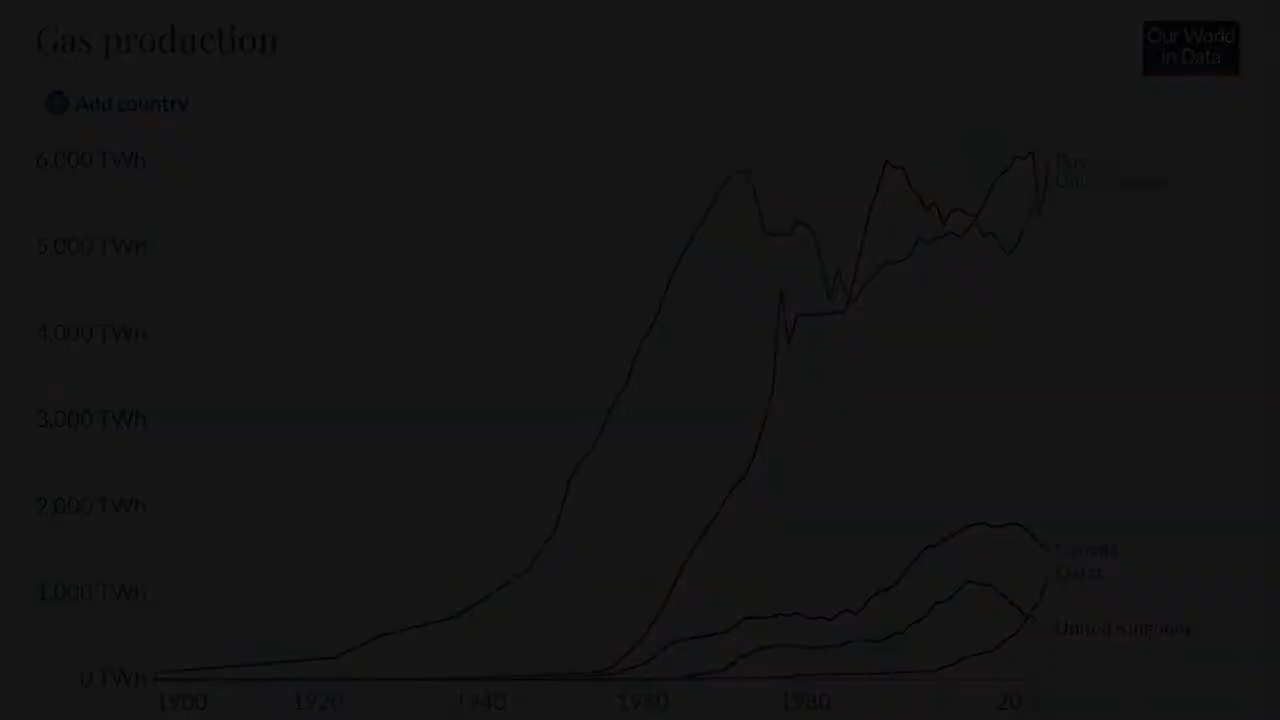 Gas production
Our World
in Data
Add country
6,000 TWh
5,000 TWh
4,000 TWh
3,000 TWh
2,000 TWh
1,000 TWh
0 TWh
Canada
Qatar
United Kingdom
1900
1920
1940
1980
20